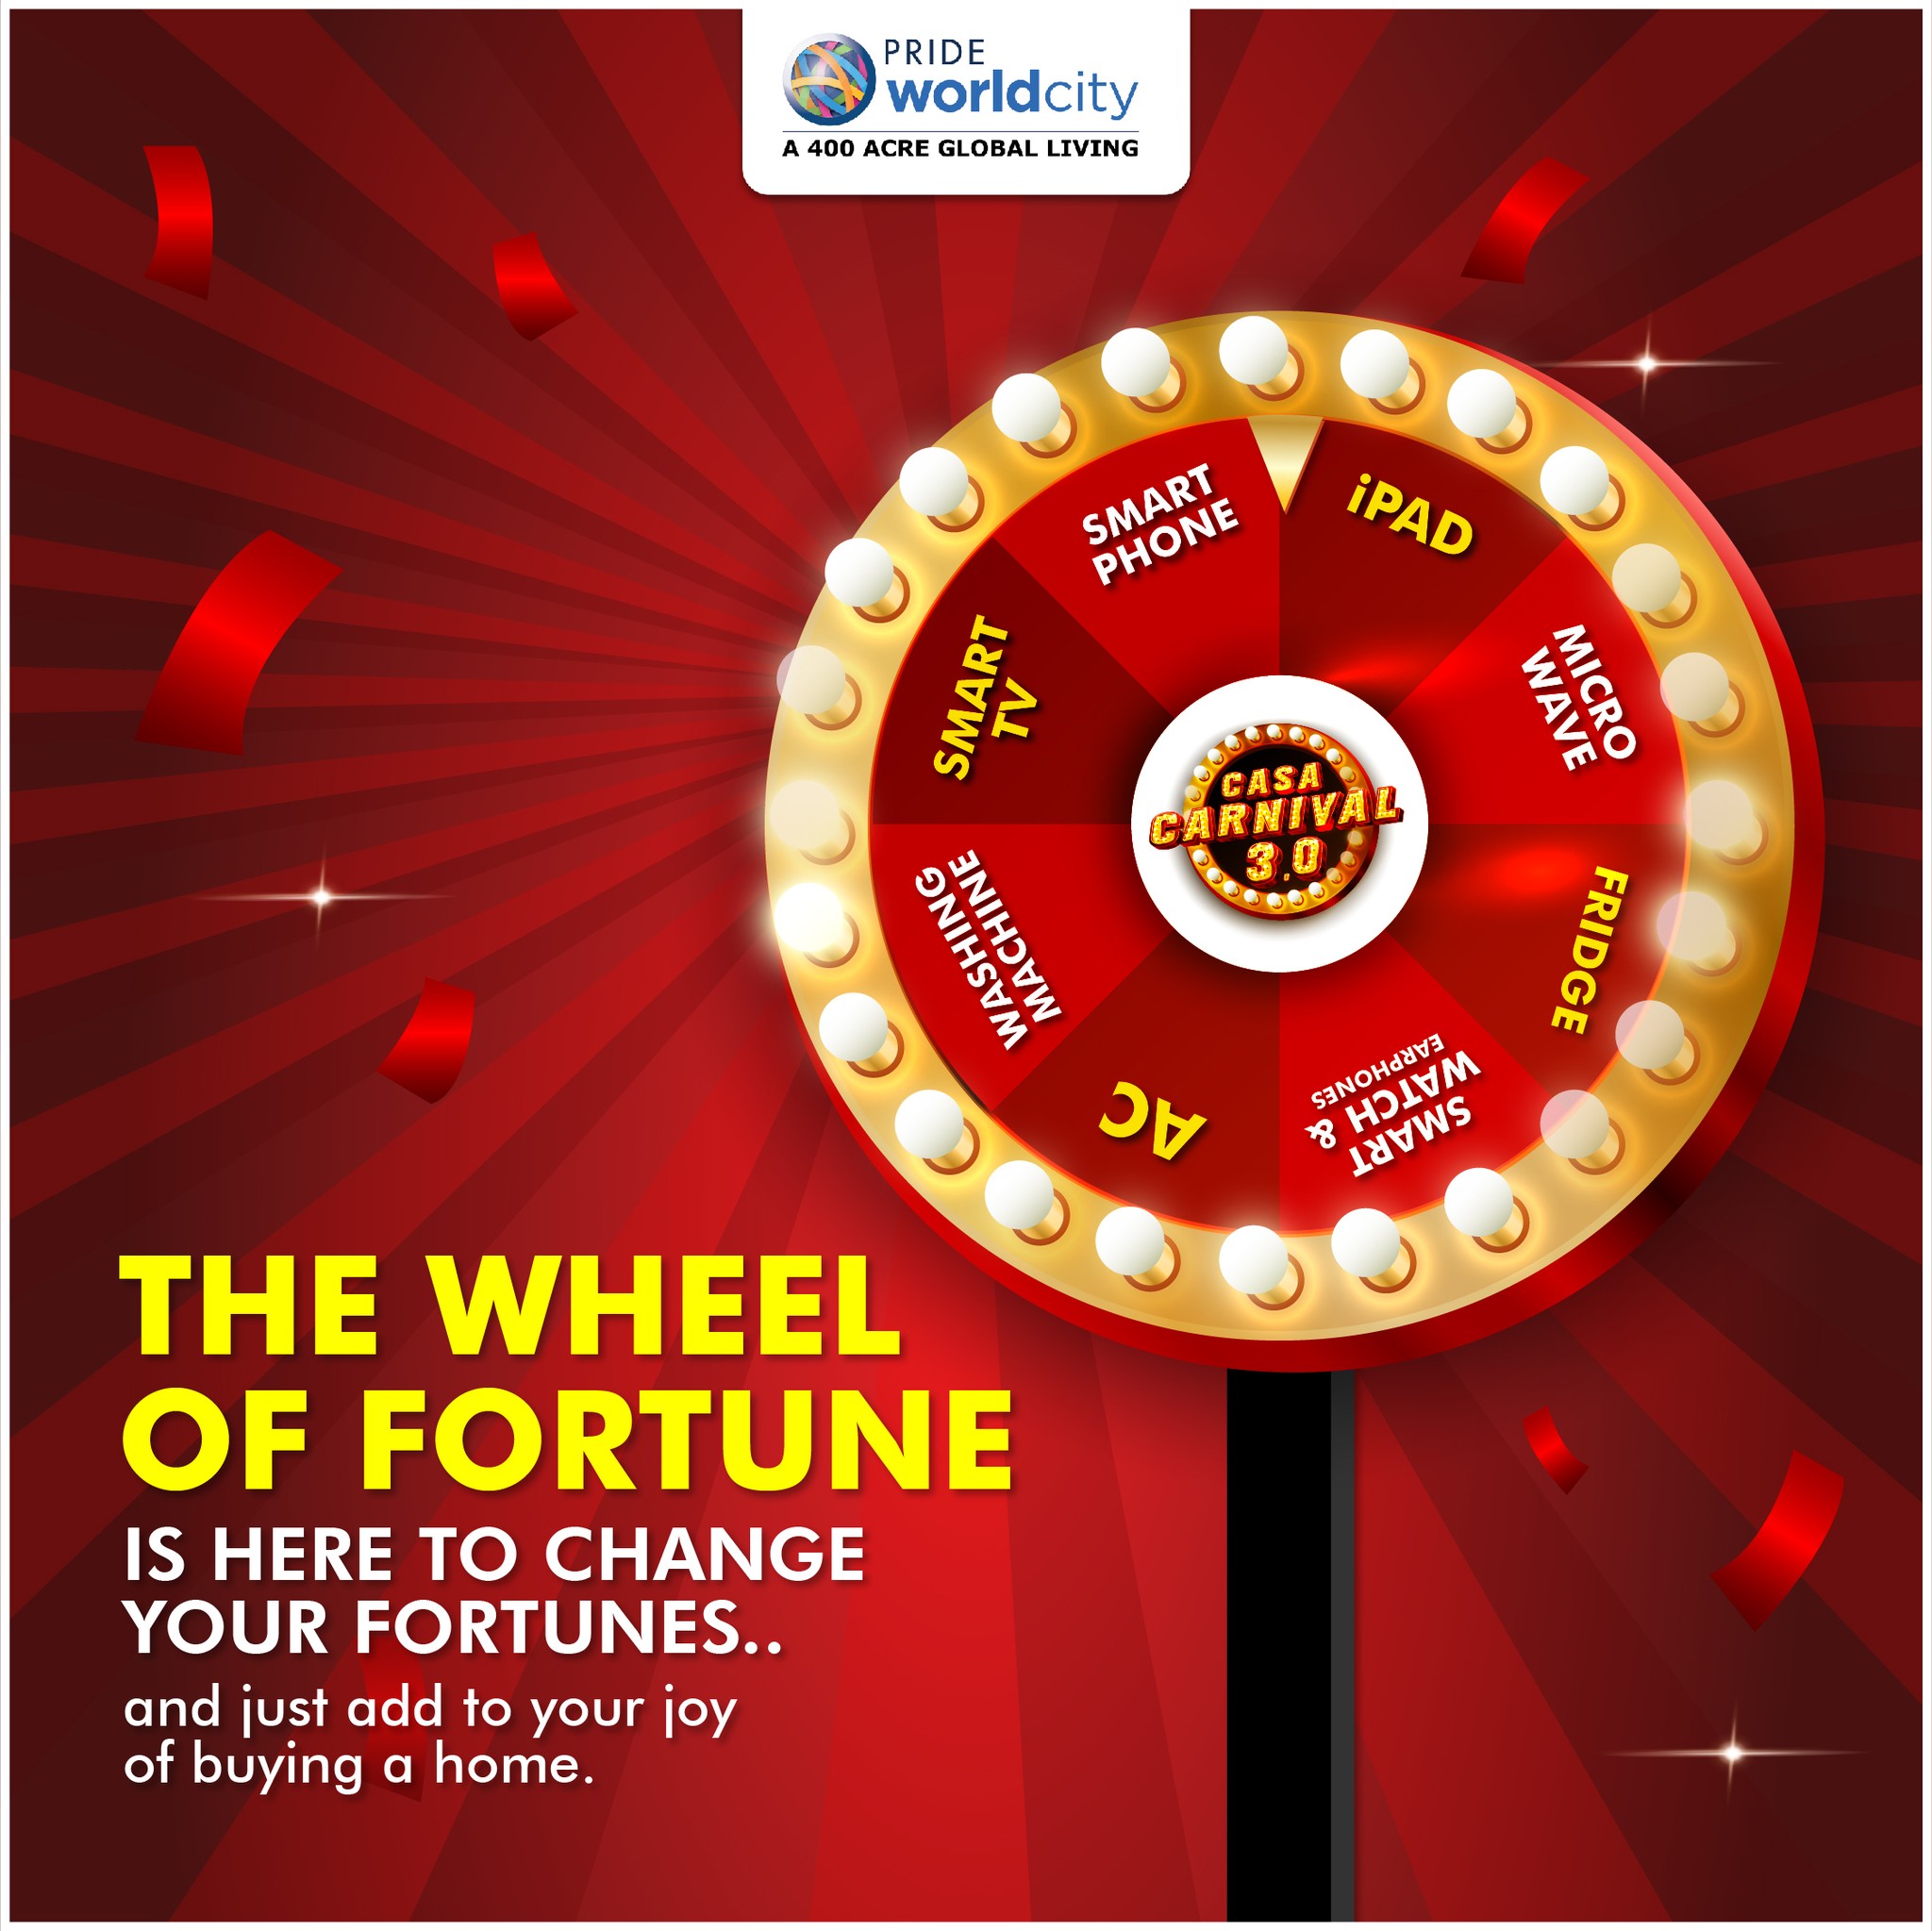 PRIDE
worldcity
A 400 ACRE GLOBAL LIVING
SMART
PHONE
iPAD
MICRO
WAVE
FRIDGE
SMART
WATCH &
EARPHONES
AC
WASHING
MACHINE
SMART
TV
CASA
CARNIVAL
3.0
THE WHEEL
OF FORTUNE
IS HERE TO CHANGE
YOUR FORTUNES..
and just add to your joy
of buying a home.